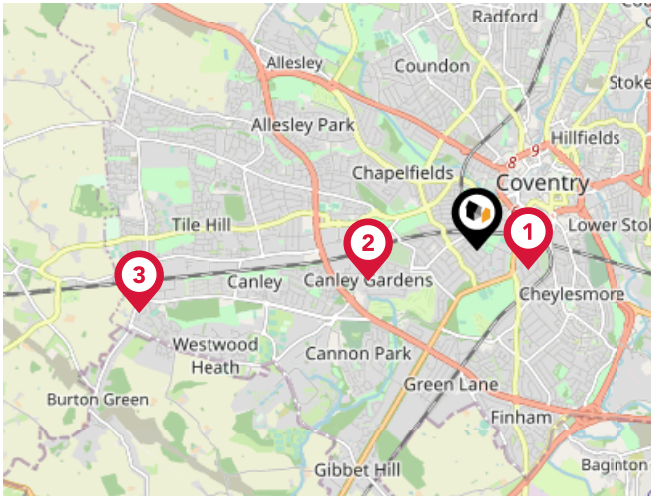 Radford
Allesley
Coundon
Stoke
Allesley Park
Hillfields
8
9
Chapelfields
Coventry
Tile Hill
1
Lower Stol
2
3
Canley
Canley Gardens
Cheylesmore
Westwood
Heath
Cannon Park
Green Lane
Burton Green
Finham
Gibbet Hill
Baginton